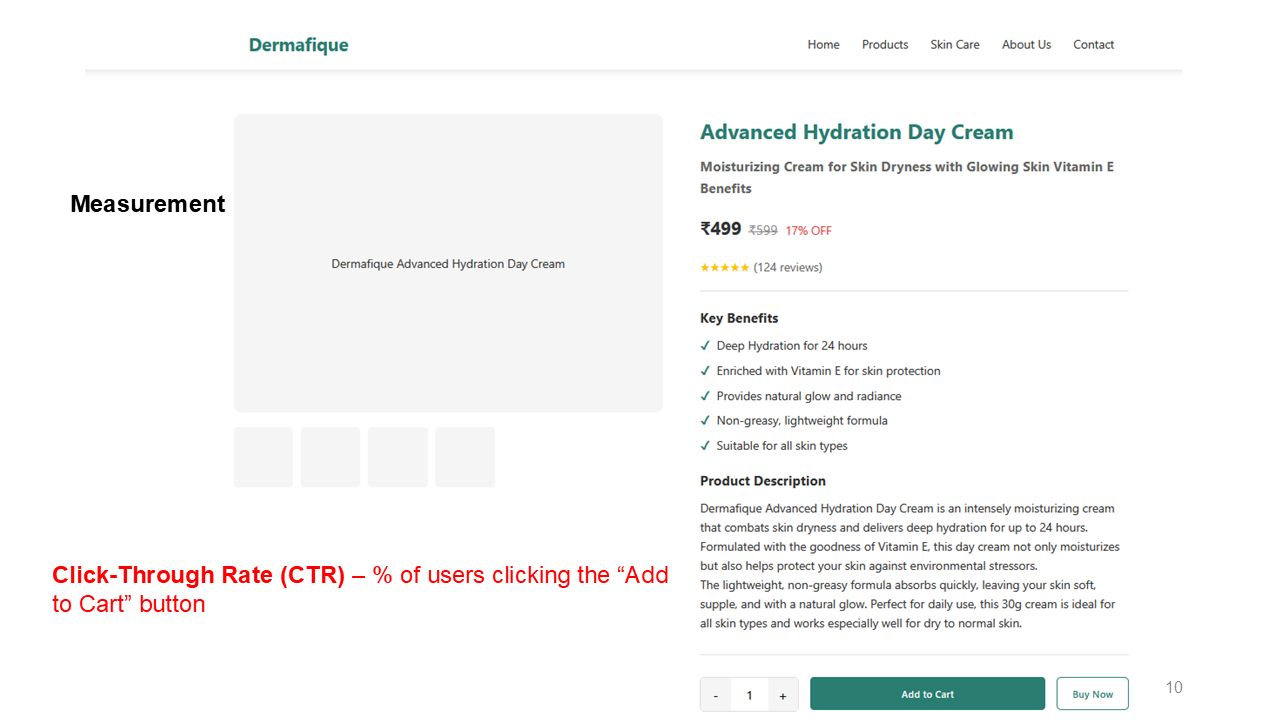 Dermafique
Home Products Skin Care About Us Contact
Measurement
Dermafique Advanced Hydration Day Cream
Click-Through Rate (CTR) – % of users clicking the “Add
to Cart” button
Advanced Hydration Day Cream
Moisturizing Cream for Skin Dryness with Glowing Skin Vitamin E
Benefits
₹499 ₹599 17% OFF
★★★★★ (124 reviews)
Key Benefits
✓ Deep Hydration for 24 hours
✓ Enriched with Vitamin E for skin protection
✓ Provides natural glow and radiance
✓ Non-greasy, lightweight formula
✓ Suitable for all skin types
Product Description
Dermafique Advanced Hydration Day Cream is an intensely moisturizing cream
that combats skin dryness and delivers deep hydration for up to 24 hours.
Formulated with the goodness of Vitamin E, this day cream not only moisturizes
but also helps protect your skin against environmental stressors.
The lightweight, non-greasy formula absorbs quickly, leaving your skin soft,
supple, and with a natural glow. Perfect for daily use, this 30g cream is ideal for
all skin types and works especially well for dry to normal skin.
- 1 + Add to Cart Buy Now
10